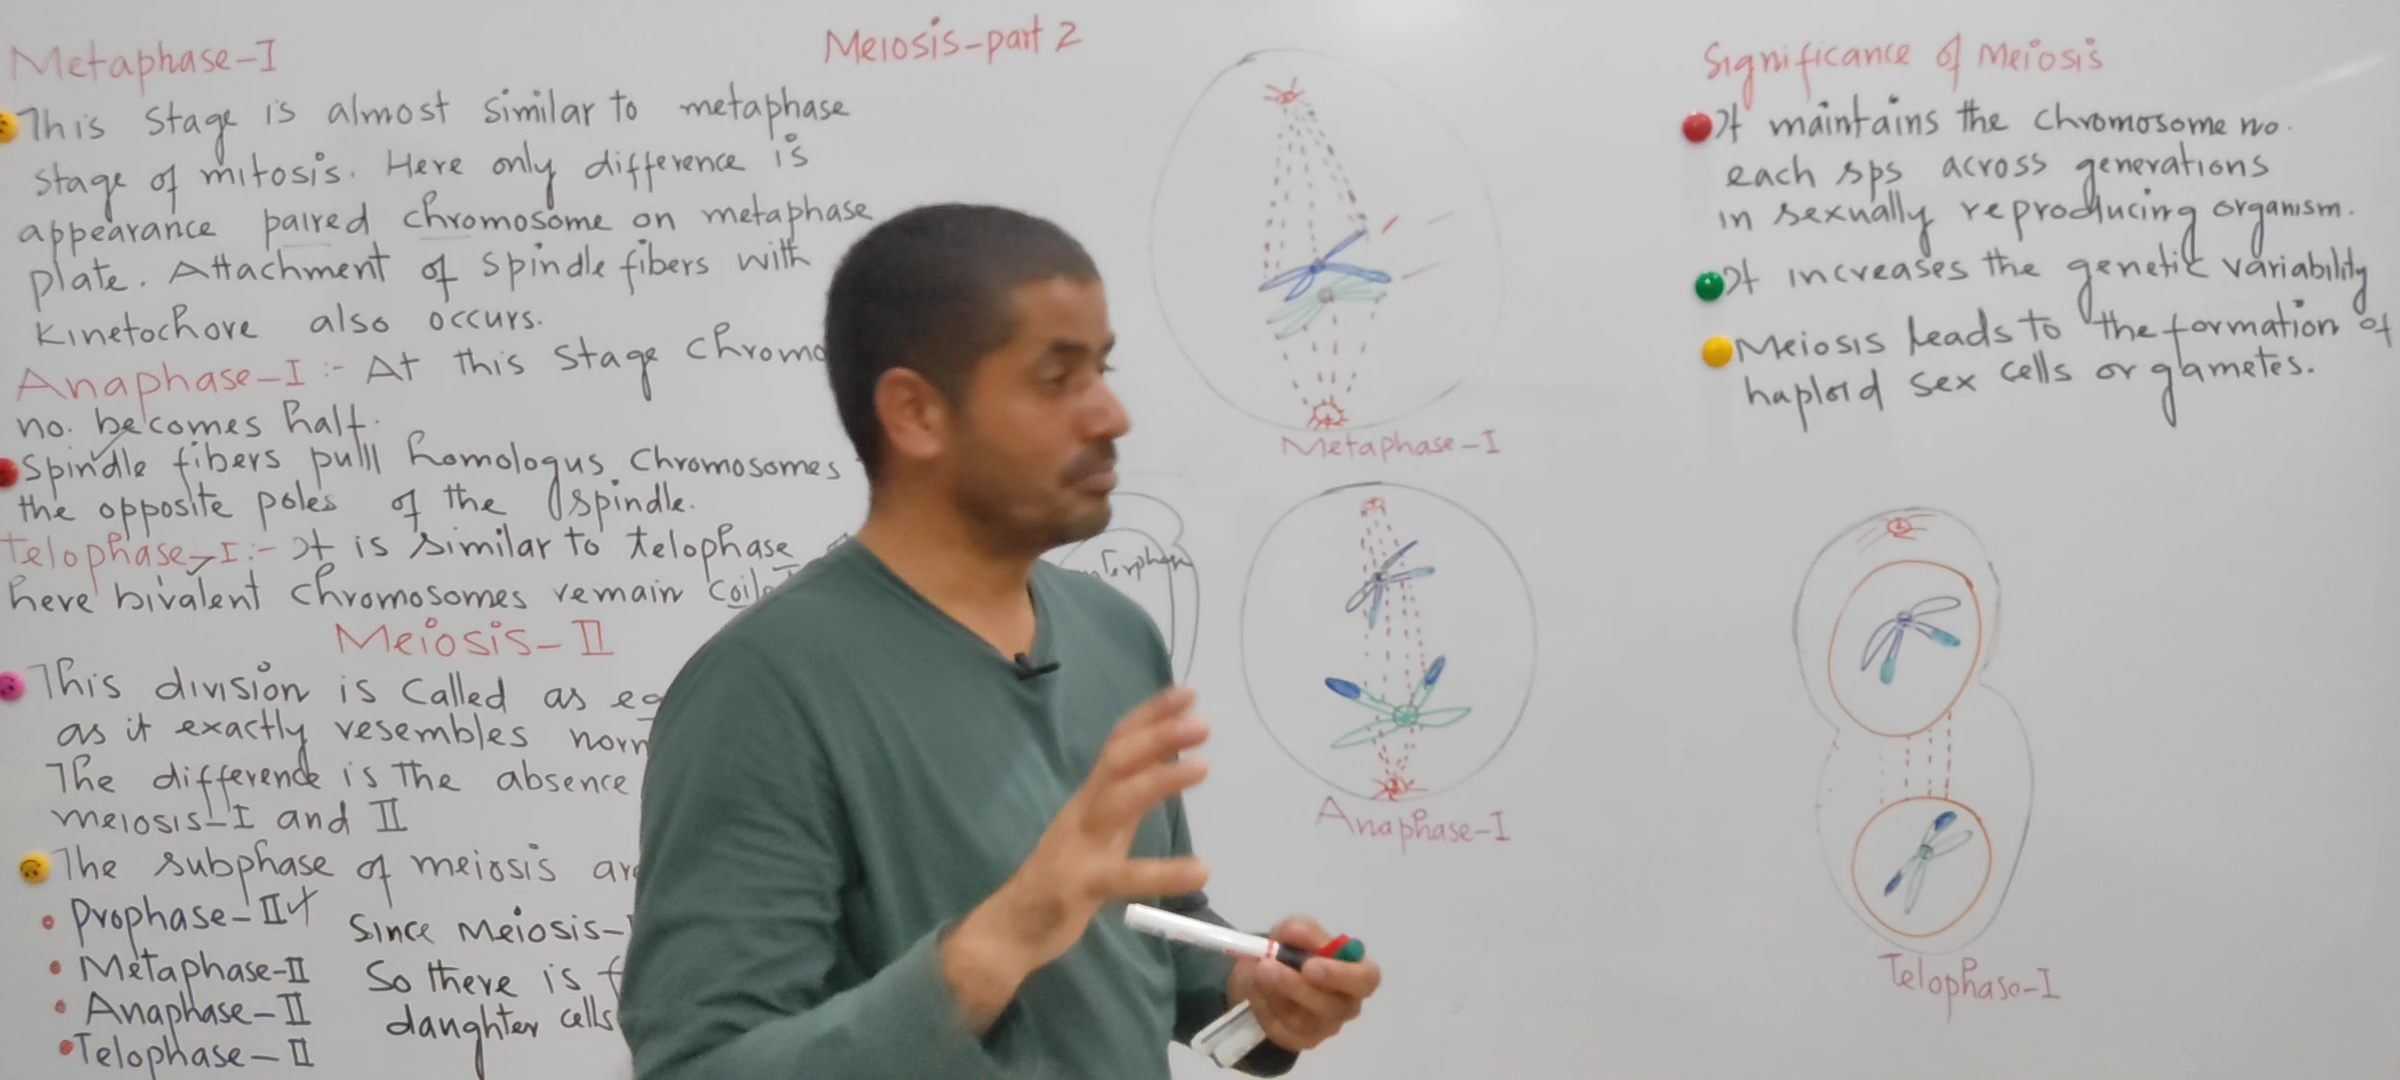 Meiosis-part 2
Metaphase-I
This stage is almost similar to metaphase
stage of mitosis. Here only difference is
appearance paired chromosome on metaphase
plate. Attachment of spindle fibers with
Kinetochore also occurs.
Anaphase-I :- At this stage chromo
no. becomes half.
Spindle fibers pull homologus chromosomes
the opposite poles of the spindle.
Telophase-I :- It is similar to telophase
here bivalent chromosomes remain
Meiosis-II
This division is called as
as it exactly resembles
The difference is the absence
meiosis-I and II
The subphase of meiosis
Prophase-II
Metaphase-II
Anaphase-II
Telophase-II
Since Meiosis-
So there is
daughter cells
Metaphase-I
Anaphase-I
Significance of Meiosis
It maintains the chromosome no.
each sps across generations
in sexually reproducing organism.
It increases the genetic variability
Meiosis leads to the formation of
haploid sex cells or gametes.
Telophase-I